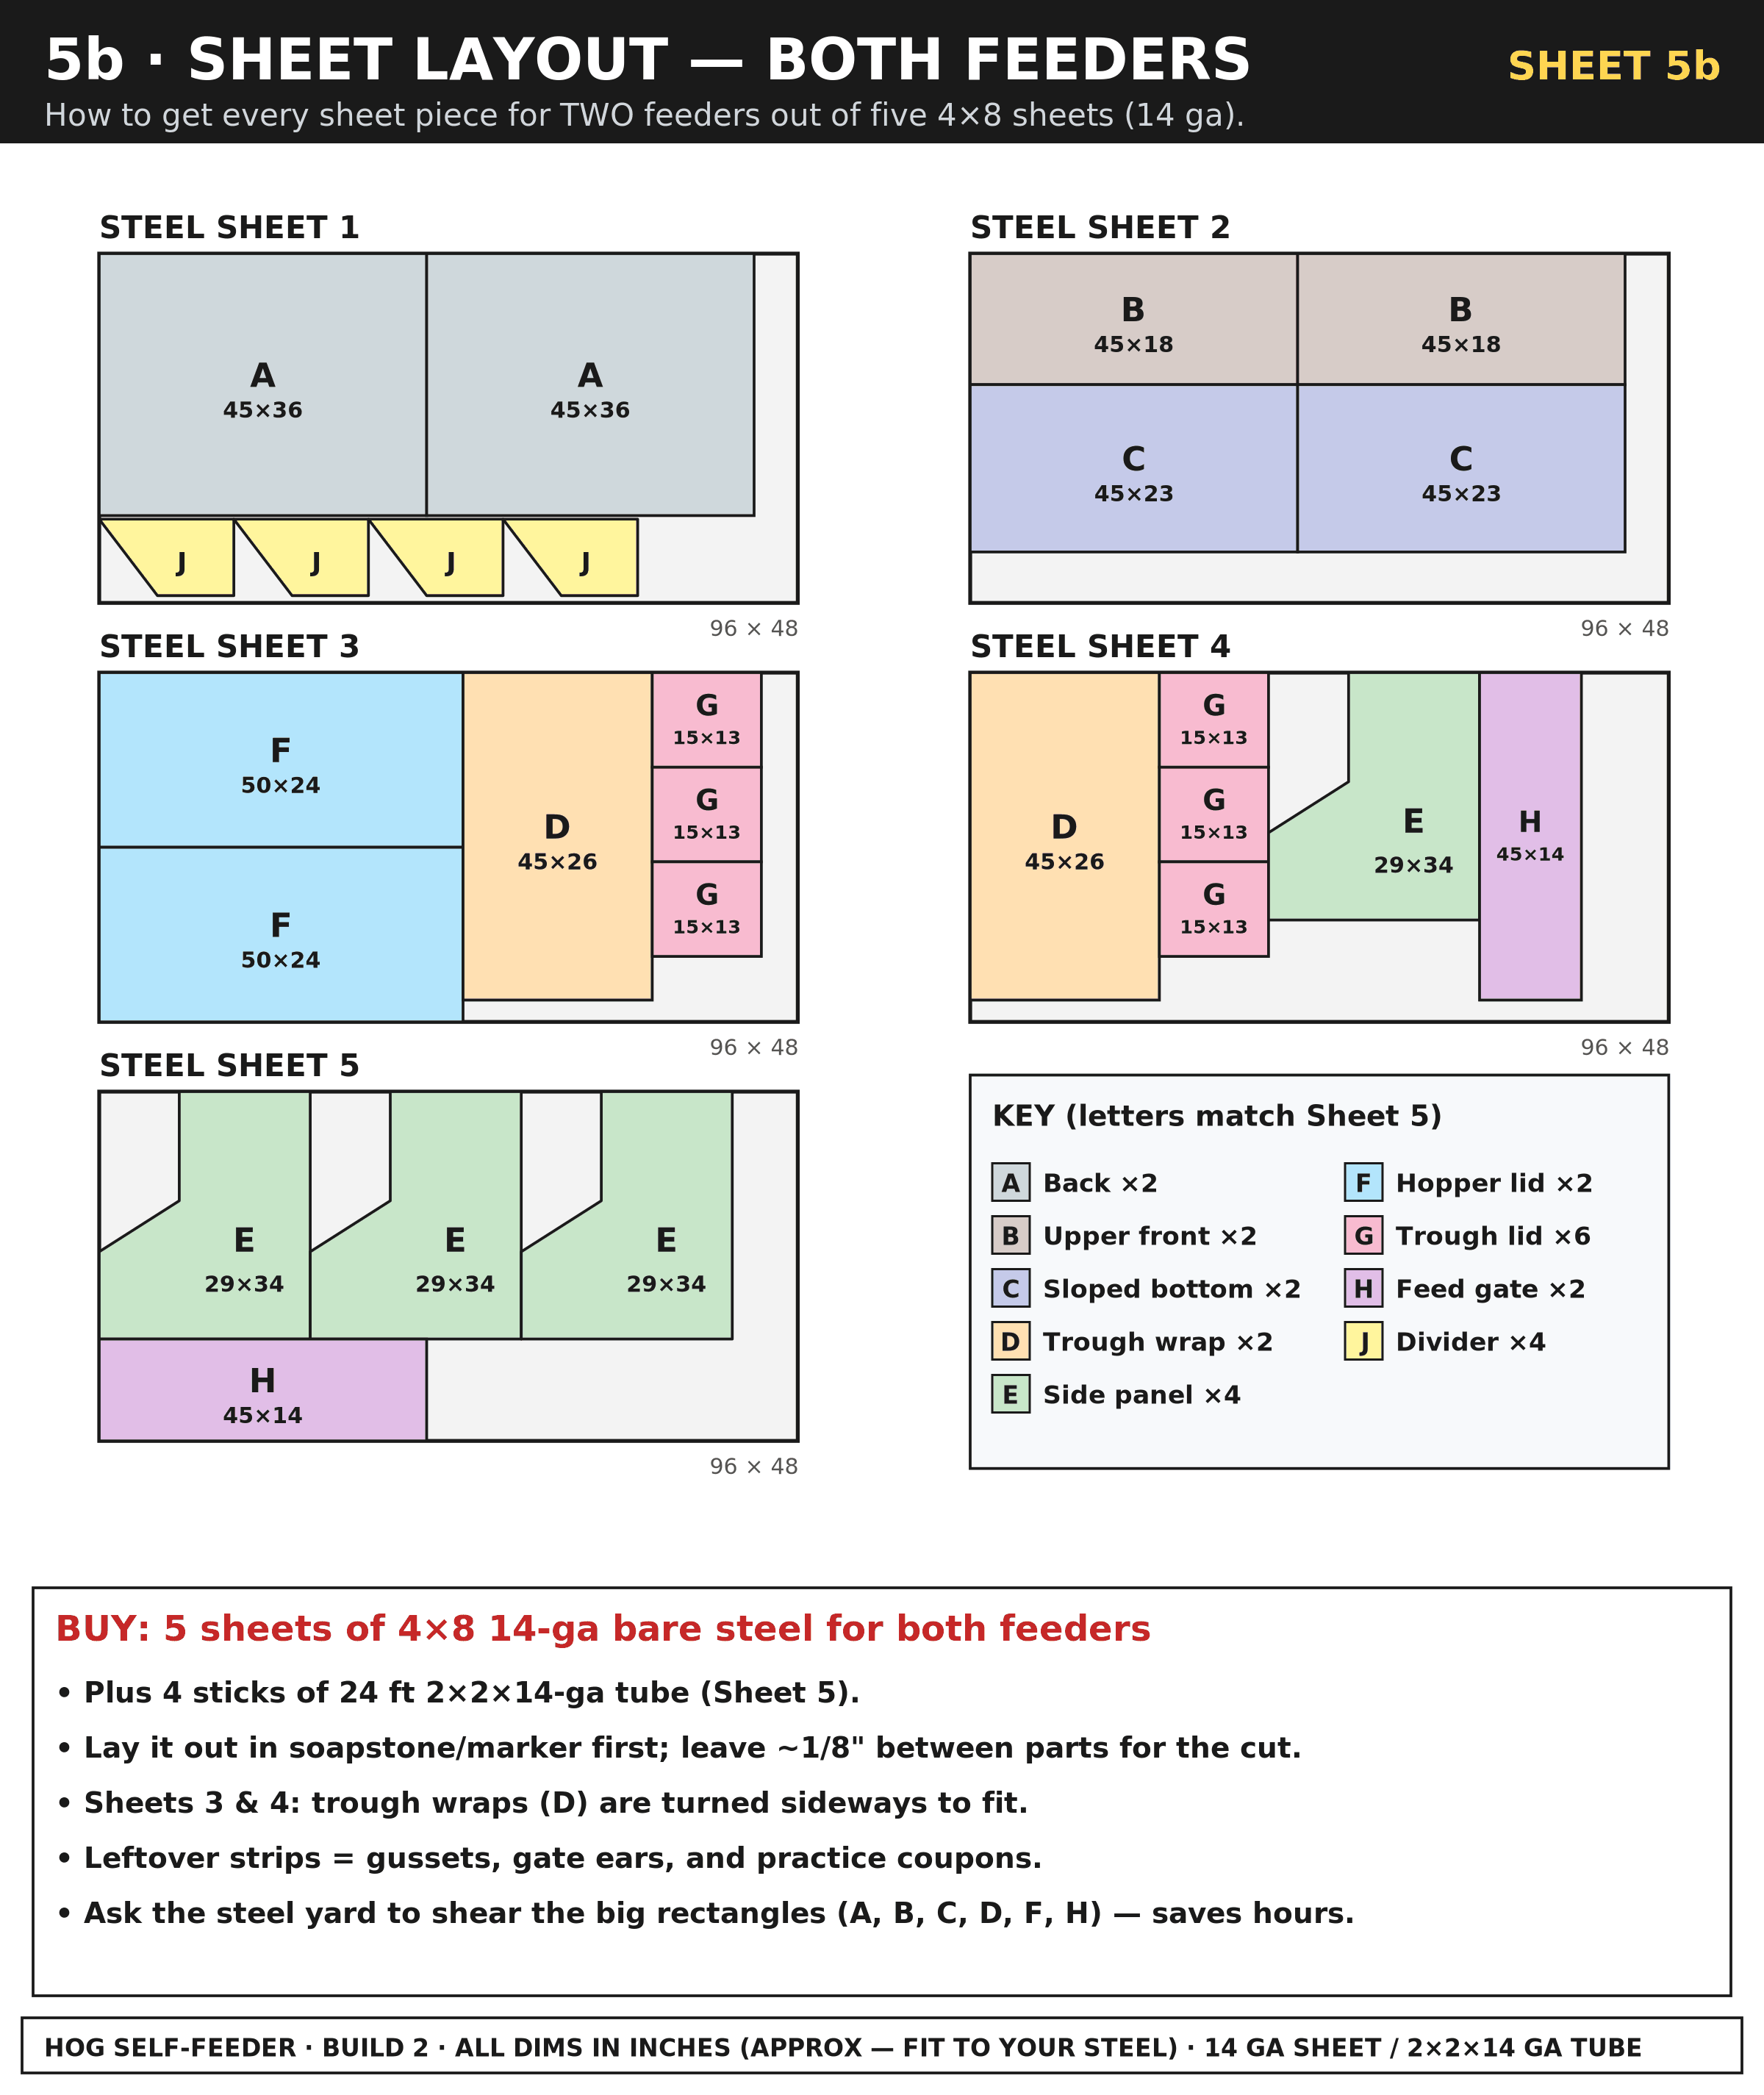 5b · SHEET LAYOUT — BOTH FEEDERS
SHEET 5b
How to get every sheet piece for TWO feeders out of five 4×8 sheets (14 ga).
STEEL SHEET 1
A
45×36
A
45×36
J
J
J
J
96 × 48
STEEL SHEET 2
B
45×18
B
45×18
C
45×23
C
45×23
96 × 48
STEEL SHEET 3
F
50×24
F
50×24
D
45×26
G
15×13
G
15×13
G
15×13
96 × 48
STEEL SHEET 4
D
45×26
G
15×13
G
15×13
G
15×13
E
29×34
H
45×14
96 × 48
STEEL SHEET 5
E
29×34
E
29×34
E
29×34
H
45×14
96 × 48
KEY (letters match Sheet 5)
A Back ×2
B Upper front ×2
C Sloped bottom ×2
D Trough wrap ×2
E Side panel ×4
F Hopper lid ×2
G Trough lid ×6
H Feed gate ×2
J Divider ×4
BUY: 5 sheets of 4×8 14-ga bare steel for both feeders
• Plus 4 sticks of 24 ft 2×2×14-ga tube (Sheet 5).
• Lay it out in soapstone/marker first; leave ~1/8" between parts for the cut.
• Sheets 3 & 4: trough wraps (D) are turned sideways to fit.
• Leftover strips = gussets, gate ears, and practice coupons.
• Ask the steel yard to shear the big rectangles (A, B, C, D, F, H) — saves hours.
HOG SELF-FEEDER · BUILD 2 · ALL DIMS IN INCHES (APPROX — FIT TO YOUR STEEL) · 14 GA SHEET / 2×2×14 GA TUBE